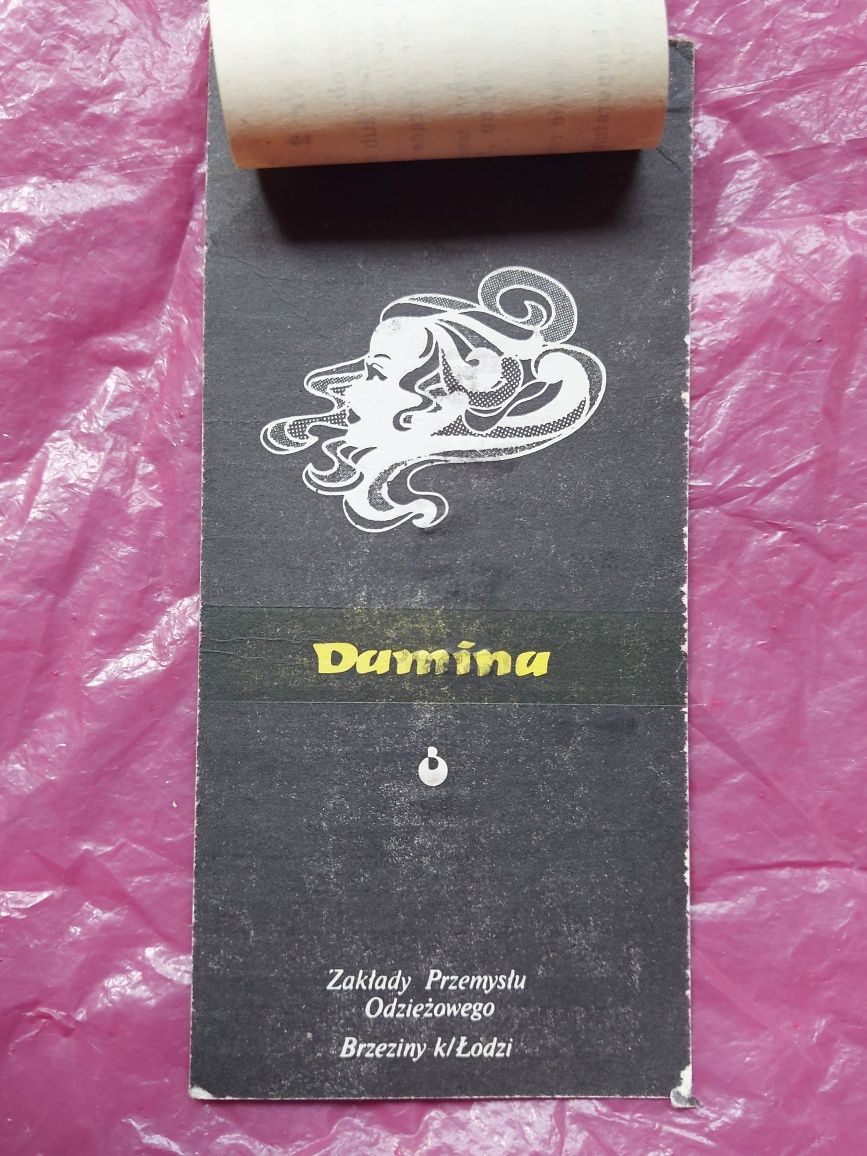 Damina
Zakłady Przemysłu
Odzieżowego
Brzeziny k/Łodzi